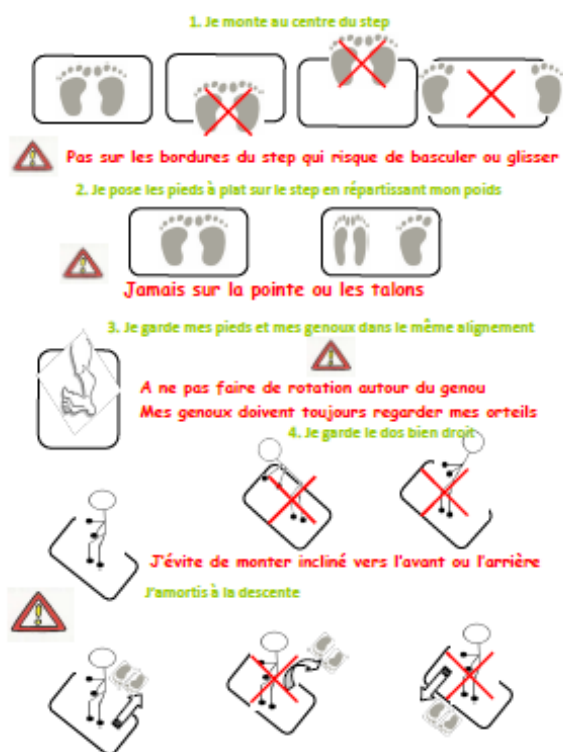 1. Je monte au centre du step
Pas sur les bordures du step qui risque de basculer ou glisser
2. Je pose les pieds à plat sur le step en répartissant mon poids
Jamais sur la pointe ou les talons
3. Je garde mes pieds et mes genoux dans le même alignement
A ne pas faire de rotation autour du genou
Mes genoux doivent toujours regarder mes orteils
4. Je garde le dos bien droit
J'évite de monter incliné vers l'avant ou l'arrière
J'amortis à la descente